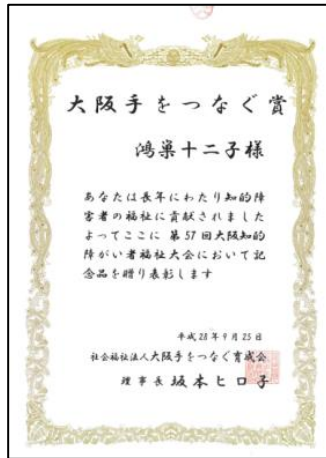 大阪手をつなぐ賞
鴻巣十二子様
あなたは長年にわたり知的障
害者の福祉に貢献されました
よってここに 第57回大阪知的
障がい者福祉大会において記
念品を贈り表彰します
平成28年9月25日
社会福祉法人大阪手をつなぐ育成会
理事長 坂本ヒロ子